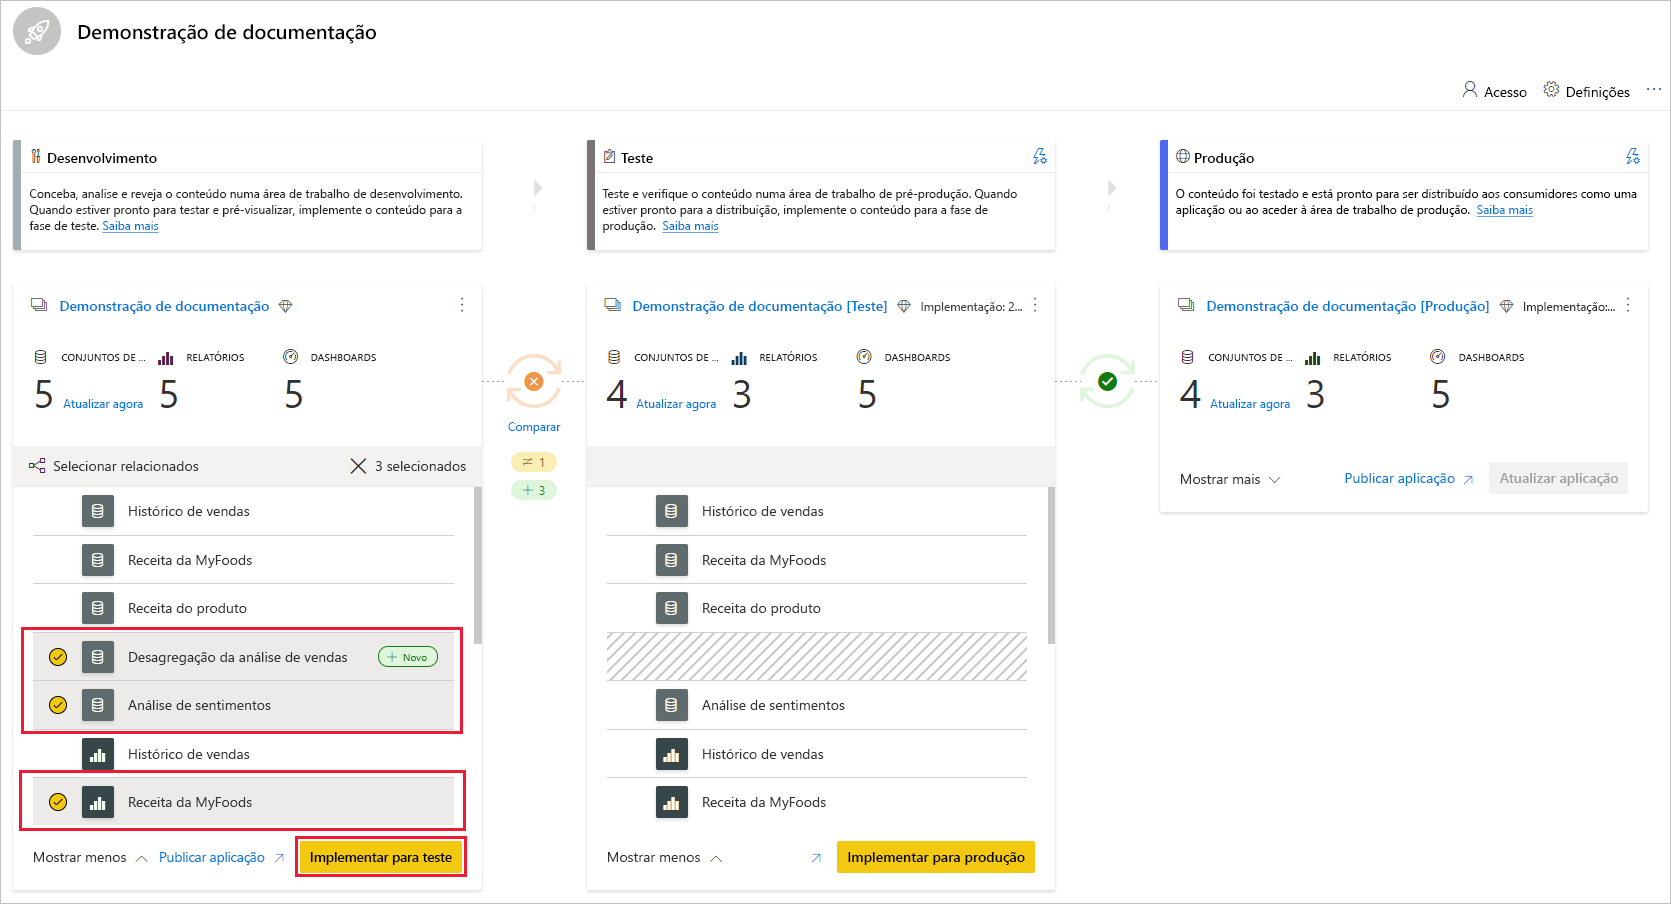 Demonstração de documentação
Acesso
Definições
Desenvolvimento
Conceba, analise e reveja o conteúdo numa área de trabalho de desenvolvimento.
Quando estiver pronto para testar e pré-visualizar, implemente o conteúdo para a
fase de teste. Saiba mais
Teste
Teste e verifique o conteúdo numa área de trabalho de pré-produção. Quando
estiver pronto para a distribuição, implemente o conteúdo para a fase de
produção. Saiba mais
Produção
O conteúdo foi testado e está pronto para ser distribuído aos consumidores como uma
aplicação ou ao aceder à área de trabalho de produção. Saiba mais
Demonstração de documentação
CONJUNTOS DE ... RELATÓRIOS DASHBOARDS
5 Atualizar agora 5 5
Selecionar relacionados 3 selecionados
Histórico de vendas
Receita da MyFoods
Receita do produto
Desagregação da análise de vendas + Novo
Análise de sentimentos
Histórico de vendas
Receita da MyFoods
Mostrar menos Publicar aplicação Implementar para teste
Comparar
≠ 1
+ 3
Demonstração de documentação [Teste] Implementação: 2...
CONJUNTOS DE ... RELATÓRIOS DASHBOARDS
4 Atualizar agora 3 5
Histórico de vendas
Receita da MyFoods
Receita do produto
Análise de sentimentos
Histórico de vendas
Receita da MyFoods
Mostrar menos Implementar para produção
Demonstração de documentação [Produção] Implementação:...
CONJUNTOS DE ... RELATÓRIOS DASHBOARDS
4 Atualizar agora 3 5
Mostrar mais Publicar aplicação Atualizar aplicação